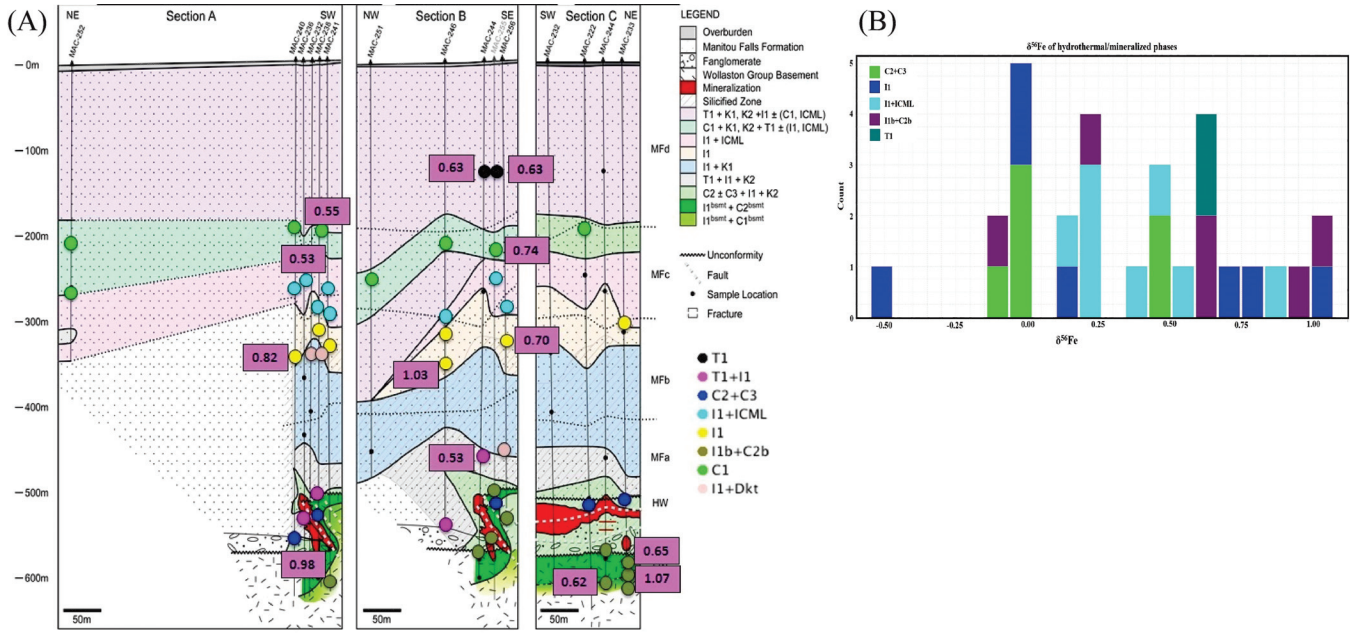 (A)
NE
Section A
SW
MAC-252
MAC-240
MAC-236
MAC-232
MAC-238
MAC-241
NW
Section B
SE
MAC-251
MAC-246
MAC-244
MAC-256
SW
Section C
NE
MAC-232
MAC-222
MAC-244
MAC-233
0m
100m
200m
300m
400m
500m
600m
0.63
0.63
0.55
0.53
0.74
0.82
1.03
0.70
0.53
0.98
0.65
0.62
1.07
MFd
MFc
MFb
MFa
HW
50m
50m
50m
LEGEND
Overburden
Manitou Falls Formation
Fanglomerate
Wollaston Group Basement
Mineralization
Silicified Zone
T1 + K1, K2 +I1 ± (C1, ICML)
C1 + K1, K2 + T1 ± (I1, ICML)
I1 + ICML
I1
I1 + K1
T1 + I1 + K2
C2 ± C3 + I1 + K2
I1bsmt + C2bsmt
I1bsmt + C1bsmt
Unconformity
Fault
Sample Location
Fracture
T1
T1+I1
C2+C3
I1+ICML
I1
I1b+C2b
C1
I1+Dkt
(B)
δ56Fe of hydrothermal/mineralized phases
C2+C3
I1
I1+ICML
I1b+C2b
T1
Count
5
4
3
2
1
0
-0.50
-0.25
0.00
0.25
0.50
0.75
1.00
δ56Fe